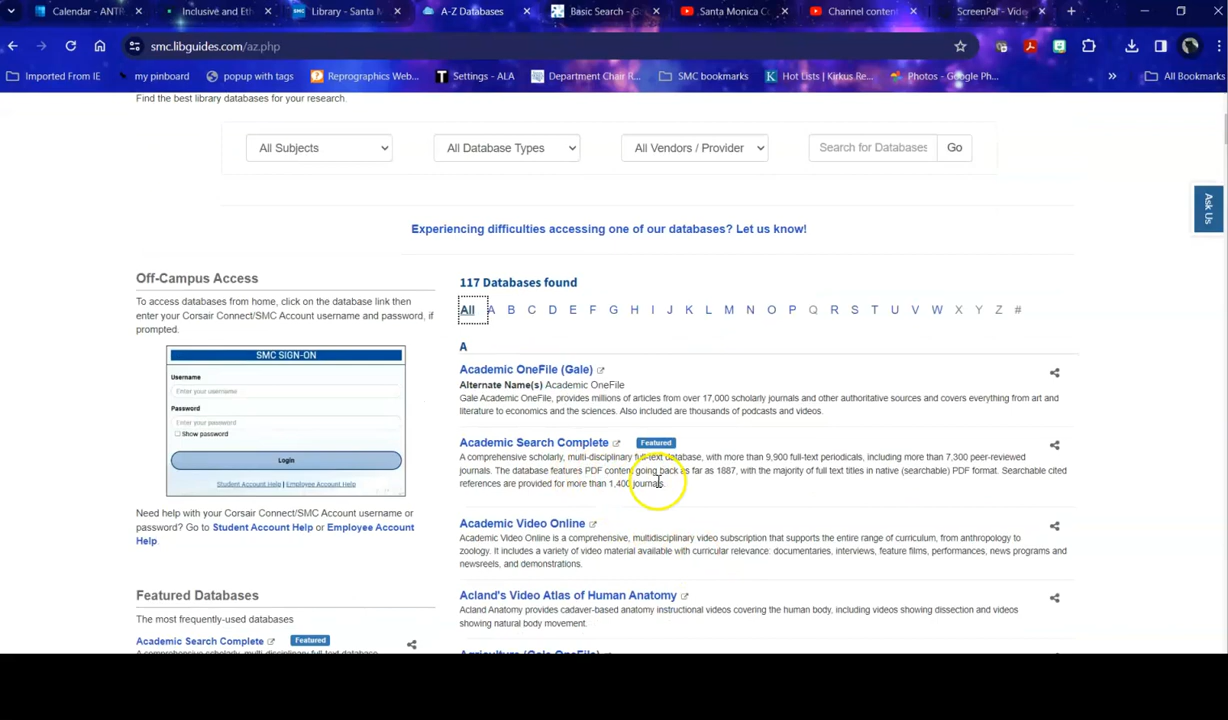 Calendar - ANTH
Inclusive and Eth
Library - Santa M
A-Z Databases
Basic Search - G
Santa Monica C
Channel content
ScreenPal - Vide
smc.libguides.com/az.php
Imported From IE
my pinboard
popup with tags
Reprographics Web...
Settings - ALA
Department Chair R...
SMC bookmarks
Hot Lists | Kirkus Re...
Photos - Google Ph...
All Bookmarks
Find the best library databases for your research.
All Subjects
All Database Types
All Vendors / Provider
Search for Databases
Go
Ask Us
Experiencing difficulties accessing one of our databases? Let us know!
Off-Campus Access
To access databases from home, click on the database link then
enter your Corsair Connect/SMC Account username and password, if
prompted.
SMC SIGN-ON
Username
Enter your username
Password
Enter your password
Show password
Login
Student Account Help | Employee Account Help
Need help with your Corsair Connect/SMC Account username or
password? Go to Student Account Help or Employee Account
Help.
Featured Databases
The most frequently-used databases
Academic Search Complete Featured
117 Databases found
All A B C D E F G H I J K L M N O P Q R S T U V W X Y Z #
A
Academic OneFile (Gale)
Alternate Name(s) Academic OneFile
Gale Academic OneFile, provides millions of articles from over 17,000 scholarly journals and other authoritative sources and covers everything from art and
literature to economics and the sciences. Also included are thousands of podcasts and videos.
Academic Search Complete Featured
A comprehensive scholarly, multi-disciplinary full-text database, with more than 9,900 full-text periodicals, including more than 7,300 peer-reviewed
journals. The database features PDF content going back as far as 1887, with the majority of full text titles in native (searchable) PDF format. Searchable cited
references are provided for more than 1,400 journals.
Academic Video Online
Academic Video Online is a comprehensive, multidisciplinary video subscription that supports the entire range of curriculum, from anthropology to
zoology. It includes a variety of video material available with curricular relevance: documentaries, interviews, feature films, performances, news programs and
newsreels, and demonstrations.
Acland's Video Atlas of Human Anatomy
Acland Anatomy provides cadaver-based anatomy instructional videos covering the human body, including videos showing dissection and videos
showing natural body movement.
Agriculture (Gale OneFile)